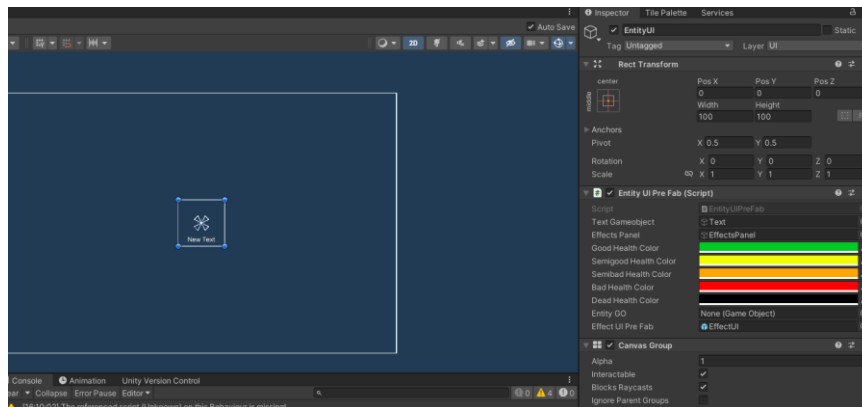 Inspector Tile Palette Services
Auto Save
EntityUI Static
Tag Untagged Layer UI
2D
Rect Transform
center
middle
Pos X Pos Y Pos Z
0 0 0
Width Height
100 100
Anchors
Pivot X 0.5 Y 0.5
Rotation X 0 Y 0 Z 0
Scale X 1 Y 1 Z 1
New Text
Entity UI Pre Fab (Script)
Script EntityUIPreFab
Text Gameobject Text
Effects Panel EffectsPanel
Good Health Color
Semigood Health Color
Semibad Health Color
Bad Health Color
Dead Health Color
Entity GO None (Game Object)
Effect UI Pre Fab EffectUI
Canvas Group
Alpha 1
Interactable
Blocks Raycasts
Ignore Parent Groups
Console Animation Unity Version Control
ear Collapse Error Pause Editor 0 4 0
[16:10:02] The referenced script (Unknown) on this Behaviour is missing!